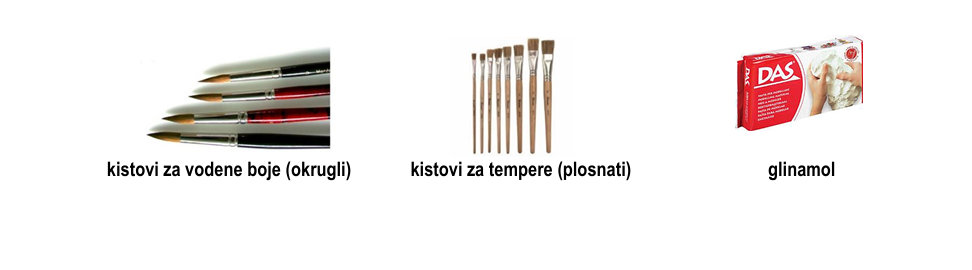 DAS
kistovi za vodene boje (okrugli)
kistovi za tempere (plosnati)
glinamol